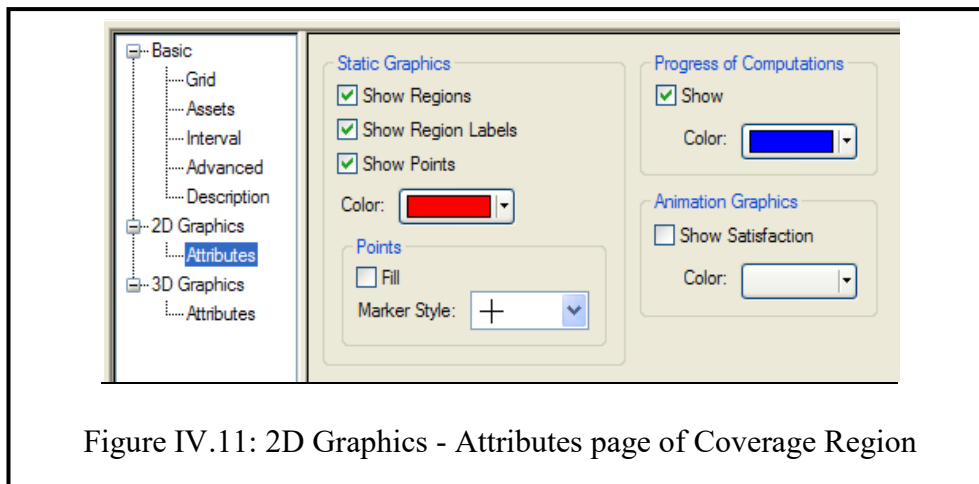 Basic
Grid
Assets
Interval
Advanced
Description
2D Graphics
Attributes
3D Graphics
Attributes
Static Graphics
Show Regions
Show Region Labels
Show Points
Color:
Points
Fill
Marker Style:
Progress of Computations
Show
Color:
Animation Graphics
Show Satisfaction
Color:
Figure IV.11: 2D Graphics - Attributes page of Coverage Region